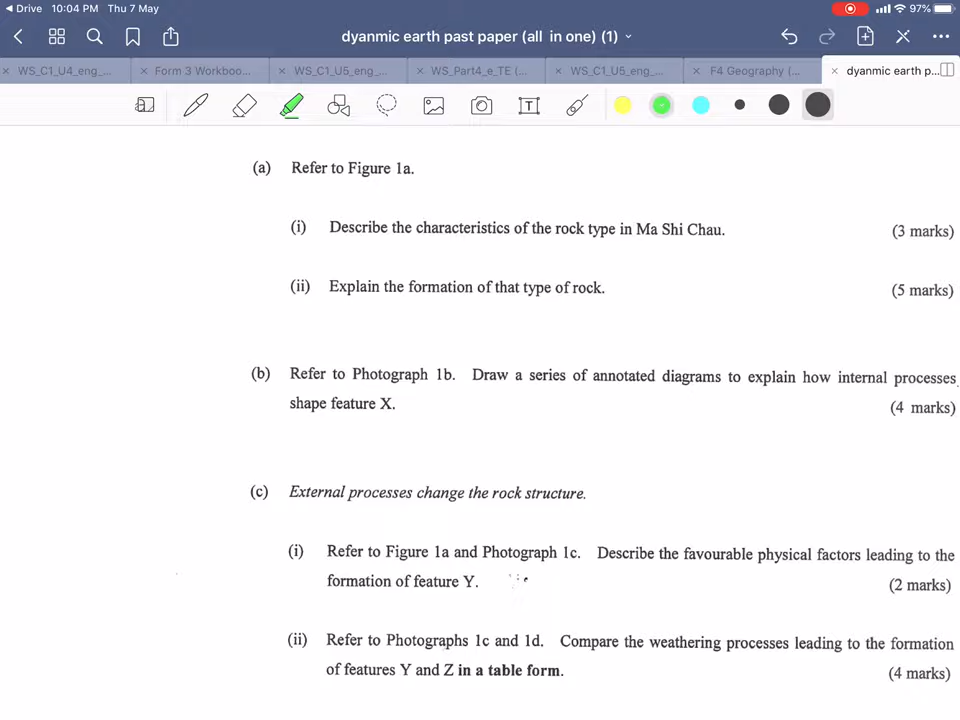 Drive 10:04 PM Thu 7 May 97%
dyanmic earth past paper (all in one) (1)
WS_C1_U4_eng_... Form 3 Workboo... WS_C1_U5_eng_... WS_Part4_e_TE (... WS_C1_U5_eng_... F4 Geography (... dyanmic earth p...
(a) Refer to Figure 1a.
(i) Describe the characteristics of the rock type in Ma Shi Chau. (3 marks)
(ii) Explain the formation of that type of rock. (5 marks)
(b) Refer to Photograph 1b. Draw a series of annotated diagrams to explain how internal processes
shape feature X. (4 marks)
(c) External processes change the rock structure.
(i) Refer to Figure 1a and Photograph 1c. Describe the favourable physical factors leading to the
formation of feature Y. (2 marks)
(ii) Refer to Photographs 1c and 1d. Compare the weathering processes leading to the formation
of features Y and Z in a table form. (4 marks)